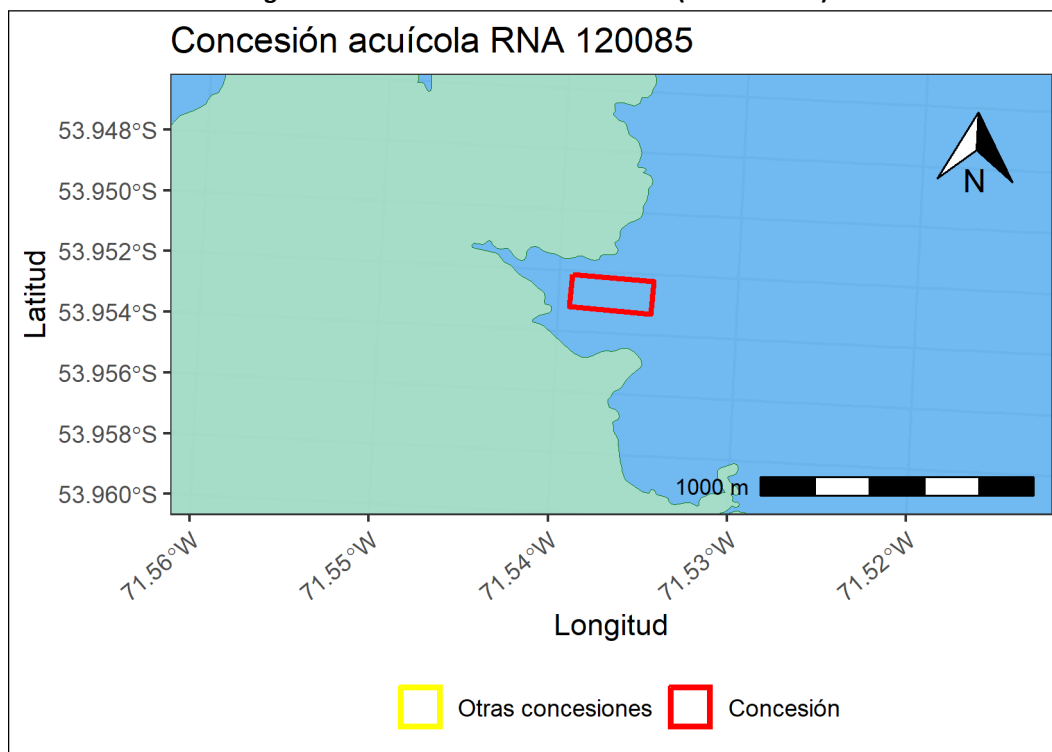 Concesión acuícola RNA 120085
53.948°S
53.950°S
53.952°S
53.954°S
53.956°S
53.958°S
53.960°S
Latitud
N
1000 m
71.56°W
71.55°W
71.54°W
71.53°W
71.52°W
Longitud
Otras concesiones
Concesión